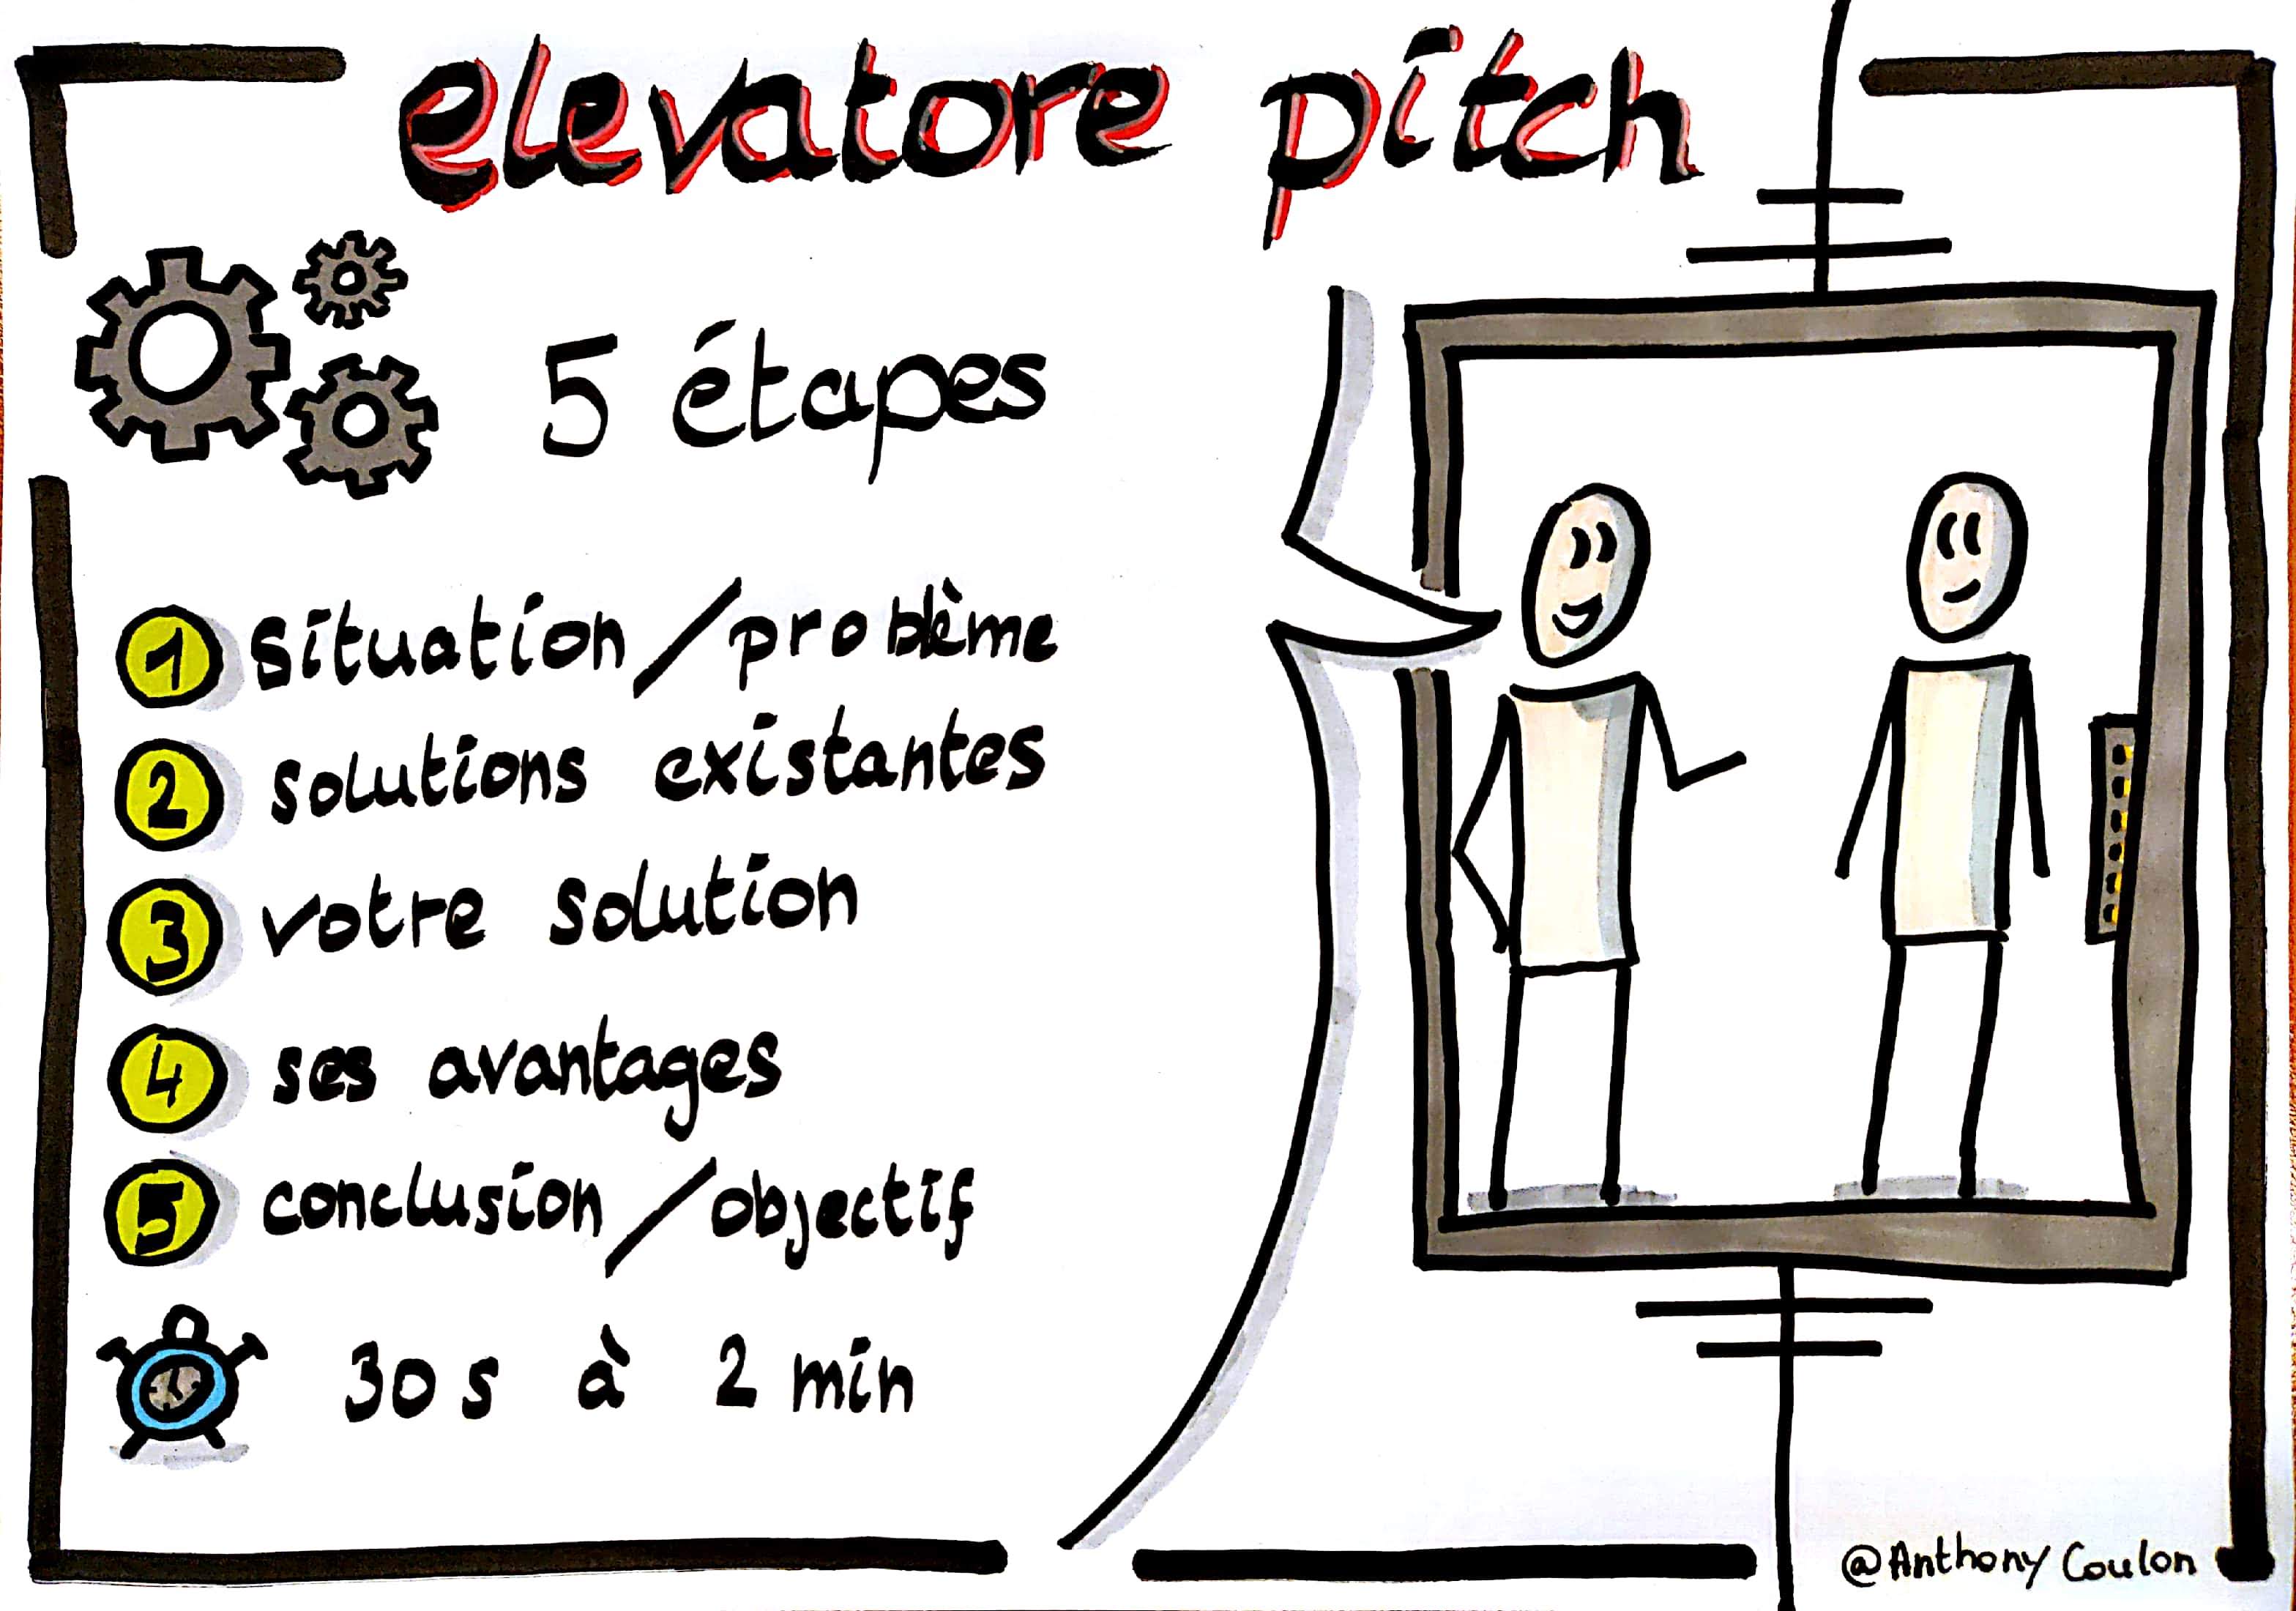 elevatore pitch
5 étapes
1 situation/problème
2 solutions existantes
3 votre solution
4 ses avantages
5 conclusion/objectif
30 s à 2 min
@Anthony Coulon